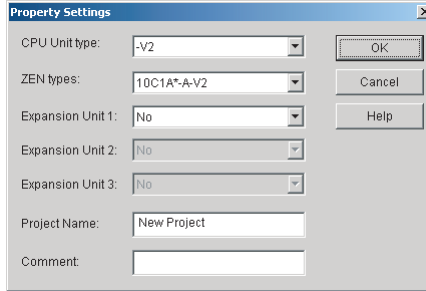 Property Settings
CPU Unit type: -V2 OK
ZEN types: 10C1A*-A-V2 Cancel
Expansion Unit 1: No Help
Expansion Unit 2: No
Expansion Unit 3: No
Project Name: New Project
Comment: